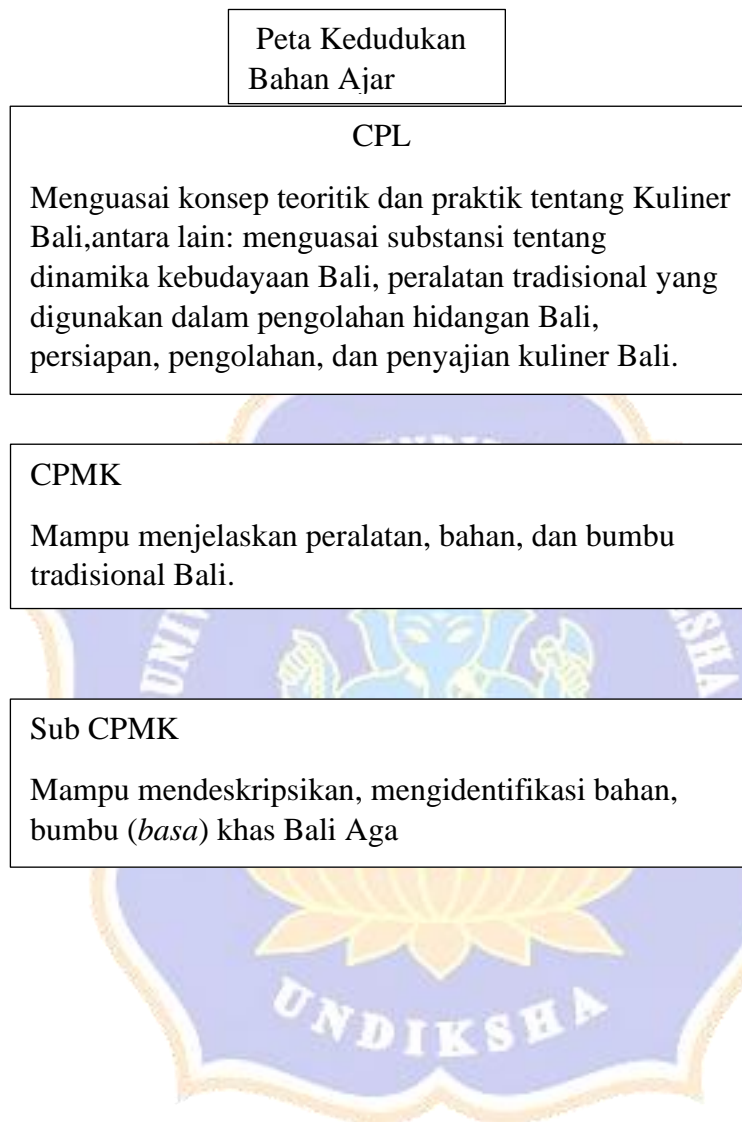 Peta Kedudukan
Bahan Ajar
CPL
Menguasai konsep teoritik dan praktik tentang Kuliner
Bali,antara lain: menguasai substansi tentang
dinamika kebudayaan Bali, peralatan tradisional yang
digunakan dalam pengolahan hidangan Bali,
persiapan, pengolahan, dan penyajian kuliner Bali.
CPMK
Mampu menjelaskan peralatan, bahan, dan bumbu
tradisional Bali.
Sub CPMK
Mampu mendeskripsikan, mengidentifikasi bahan,
bumbu (basa) khas Bali Aga
UNDIKSHA